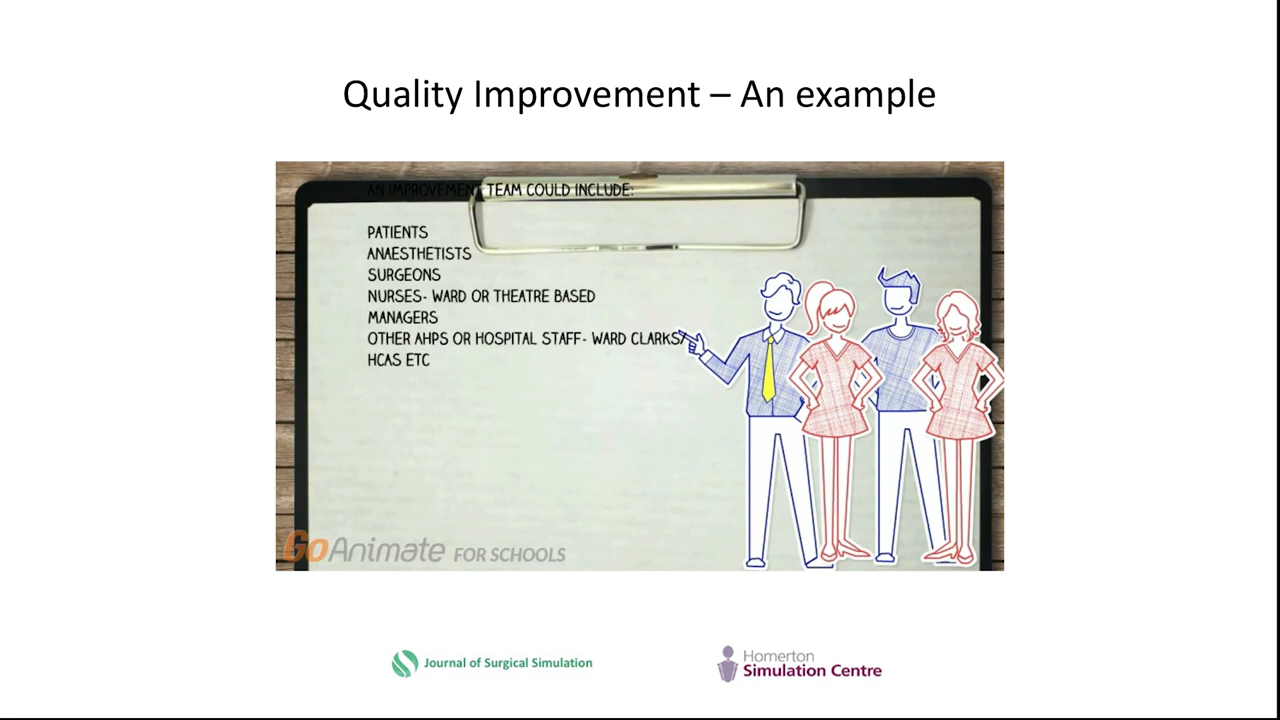 Quality Improvement – An example
AN IMPROVEMENT TEAM COULD INCLUDE:
PATIENTS
ANAESTHETISTS
SURGEONS
NURSES- WARD OR THEATRE BASED
MANAGERS
OTHER AHPS OR HOSPITAL STAFF- WARD CLARKS/
HCAS ETC
GoAnimate FOR SCHOOLS
Journal of Surgical Simulation
Homerton
Simulation Centre